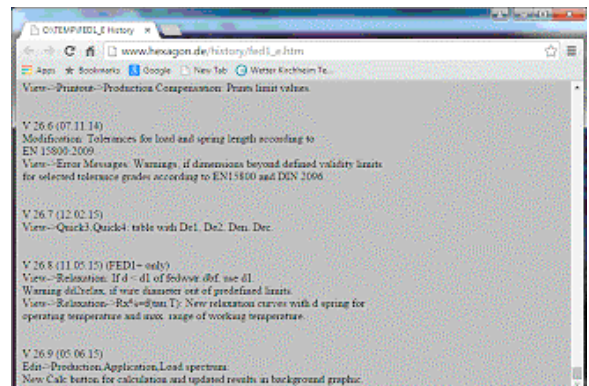 C:\TEMP\FED1_E History
www.hexagon.de/history/fed1_e.htm
Apps Bookmarks Google New Tab Wetter Kirchheim Te...
View->Printout->Production Compensation: Prints limit values.
V 26.6 (07.11.14)
Modification: Tolerances for load and spring length according to
EN 15800:2009.
View->Error Messages: Warnings, if dimensions beyond defined validity limits
for selected tolerance grades according to EN15800 and DIN 2096.
V 26.7 (12.02.15)
View->Quick3,Quick4: table with De1, De2, Den, Dec.
V 26.8 (11.05.15) (FED1+ only)
View->Relaxation: If d < d1 of fedwstr.dbf, use d1.
Warning if wire diameter out of predefined limits.
View->Relaxation->Rx%=f(tau,T): New relaxation curves with d spring for
operating temperature and max. range of working temperature.
V 26.9 (05.06.15)
Edit->Production,Application,Load spectrum:
New Calc button for calculation and updated results in background graphic.